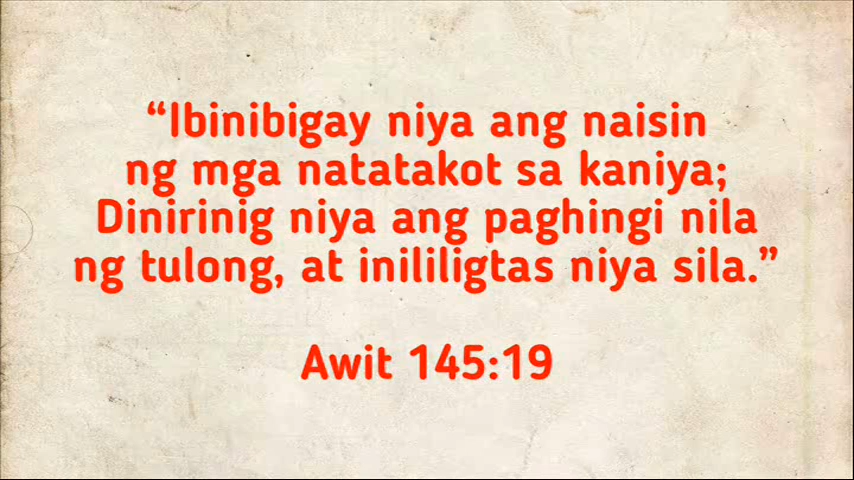 “Ibinibigay niya ang naisin
ng mga natatakot sa kaniya;
Dinirinig niya ang paghingi nila
ng tulong, at inililigtas niya sila.”
Awit 145:19